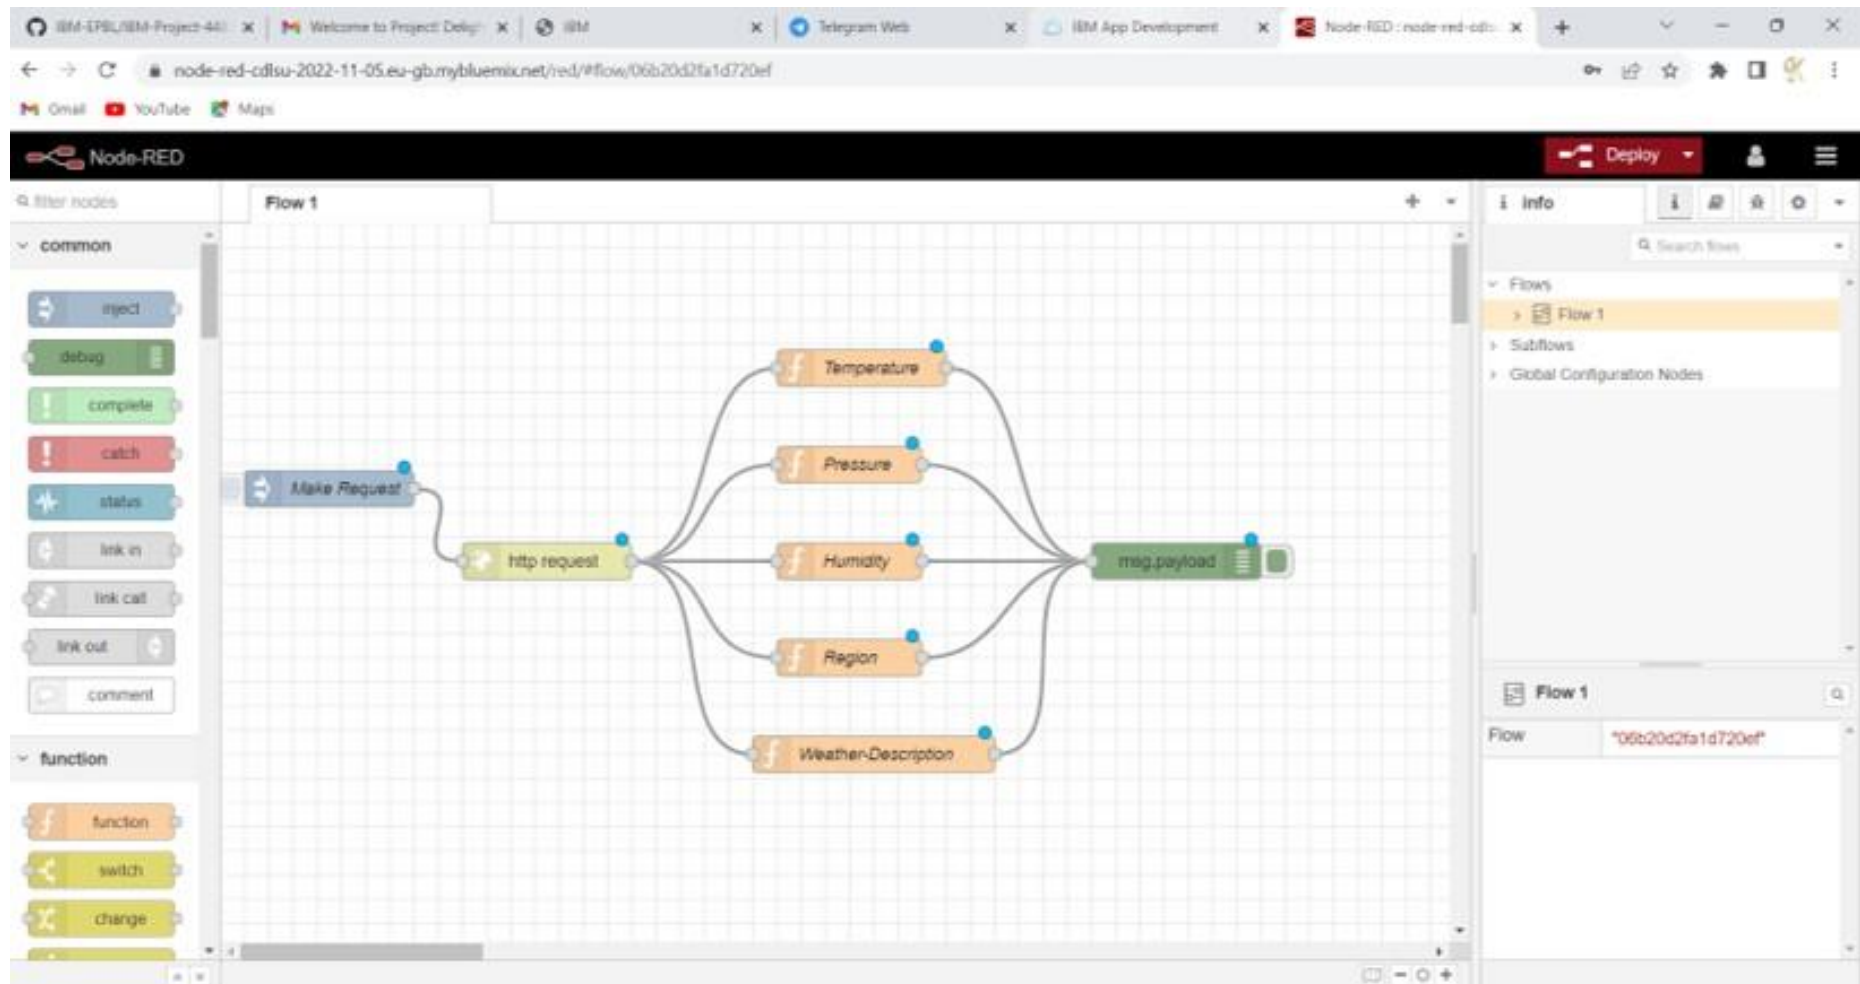 IBM-EPBL/IBM-Project-44
Welcome to Project! Delig
IBM
Telegram Web
IBM App Development
Node-RED : node-red-cdls
node-red-cdlsu-2022-11-05.eu-gb.mybluemix.net/red/#flow/06b20d2fa1d720ef
Gmail YouTube Maps
Node-RED
Deploy
filter nodes
Flow 1
i info
common
Search flows
inject
debug
complete
catch
status
link in
link call
link out
comment
function
function
switch
change
Make Request
http request
Temperature
Pressure
Humidity
Region
Weather-Description
msg.payload
Flows
Flow 1
Subflows
Global Configuration Nodes
Flow 1
Flow "06b20d2fa1d720ef"